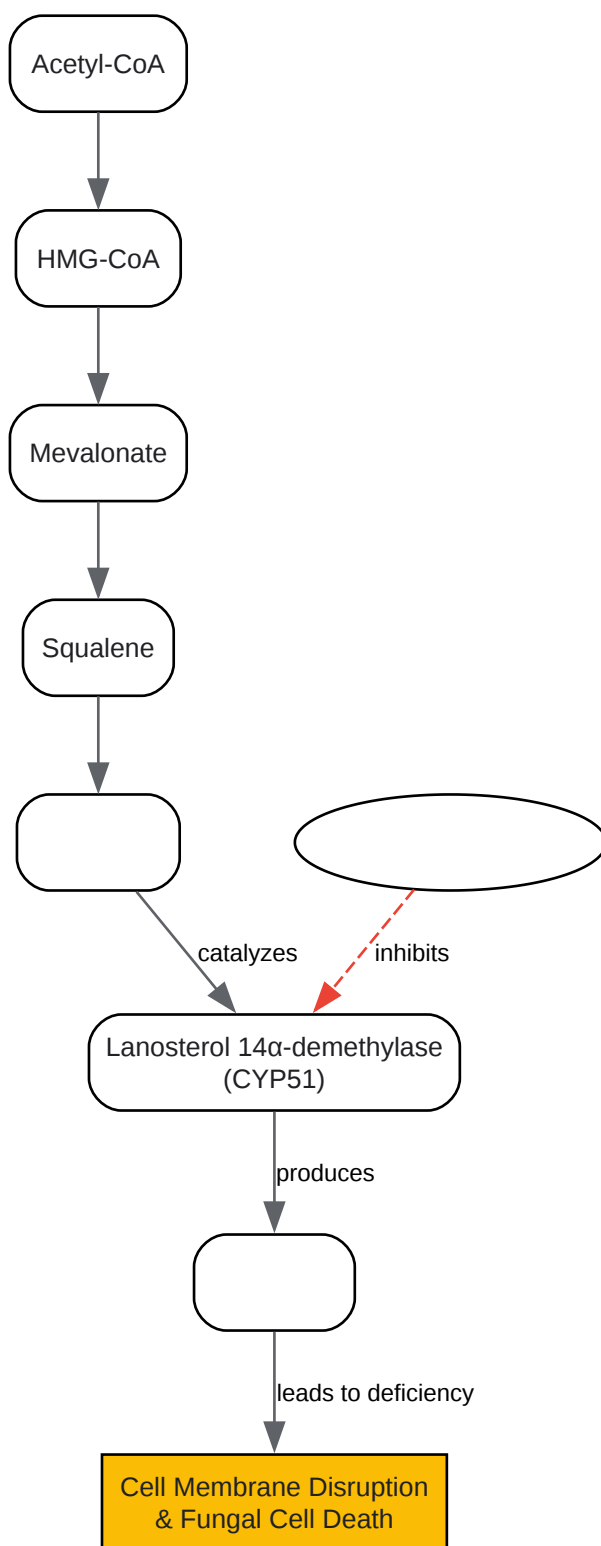 Acetyl-CoA
HMG-CoA
Mevalonate
Squalene
catalyzes
inhibits
Lanosterol 14α-demethylase
(CYP51)
produces
leads to deficiency
Cell Membrane Disruption
& Fungal Cell Death